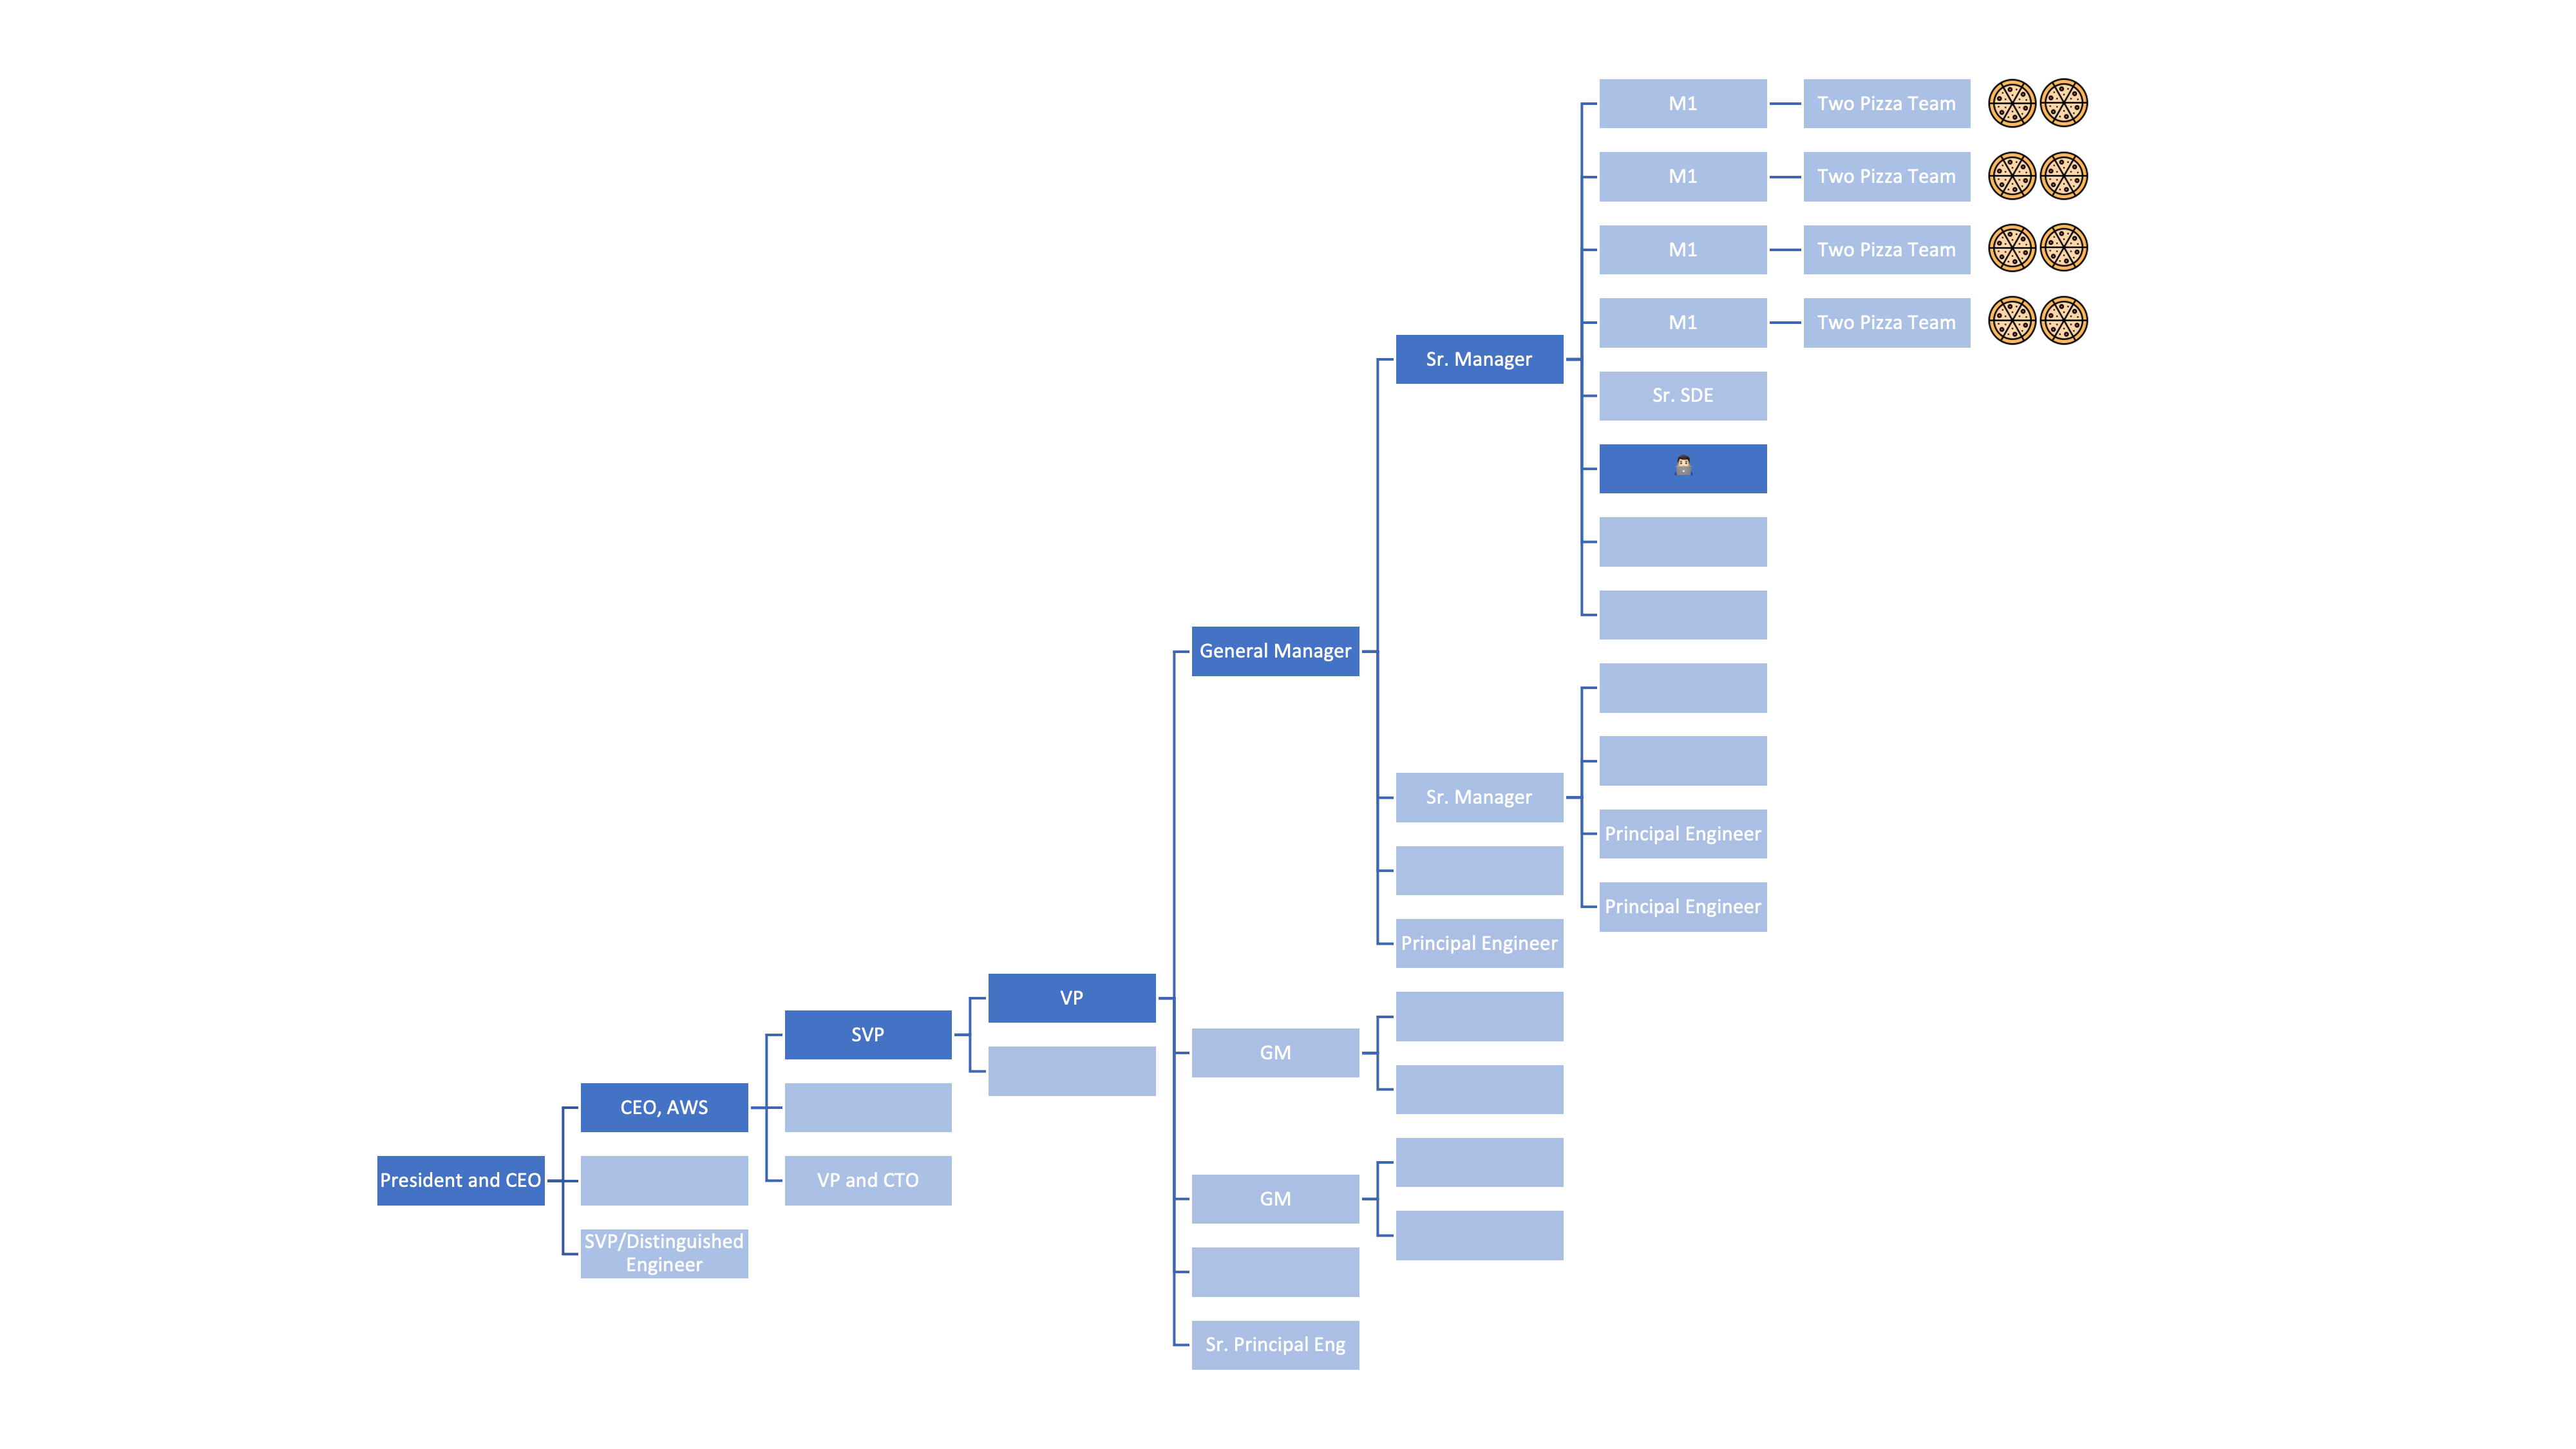 M1
Two Pizza Team
M1
Two Pizza Team
M1
Two Pizza Team
M1
Two Pizza Team
Sr. Manager
Sr. SDE
General Manager
Sr. Manager
Principal Engineer
Principal Engineer
Principal Engineer
VP
SVP
GM
CEO, AWS
President and CEO
VP and CTO
GM
SVP/Distinguished
Engineer
Sr. Principal Eng